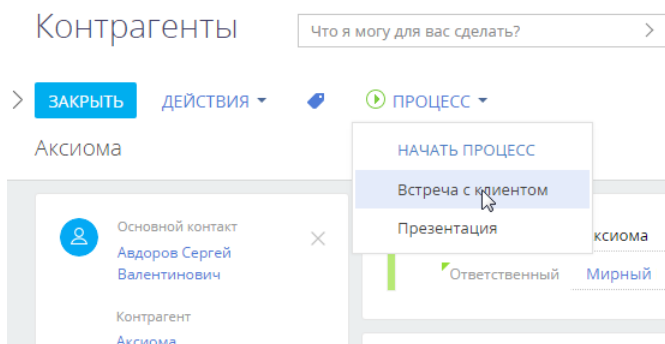 Контрагенты
Что я могу для вас сделать?
ЗАКРЫТЬ
ДЕЙСТВИЯ
ПРОЦЕСС
Аксиома
НАЧАТЬ ПРОЦЕСС
Встреча с клиентом
Презентация
Основной контакт
Авдоров Сергей
Валентинович
Контрагент
Аксиома
ксиома
Ответственный
Мирный